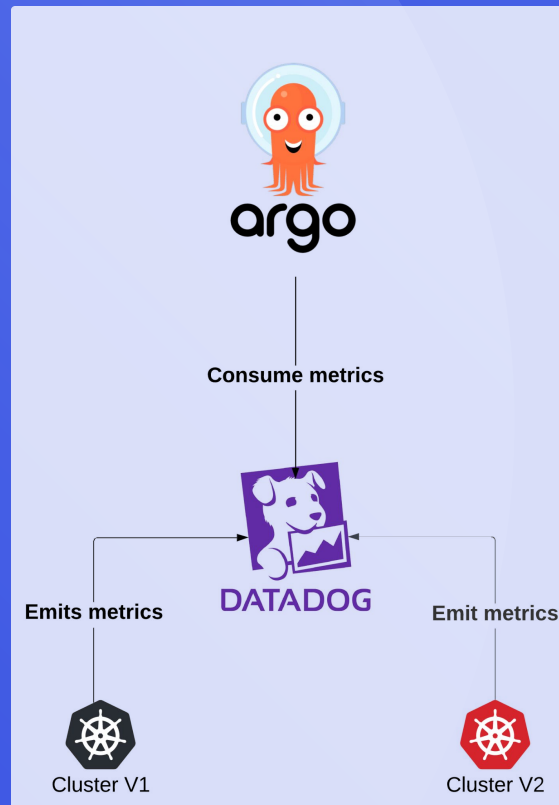 argo
Consume metrics
DATADOG
Emits metrics
Emit metrics
Cluster V1
Cluster V2